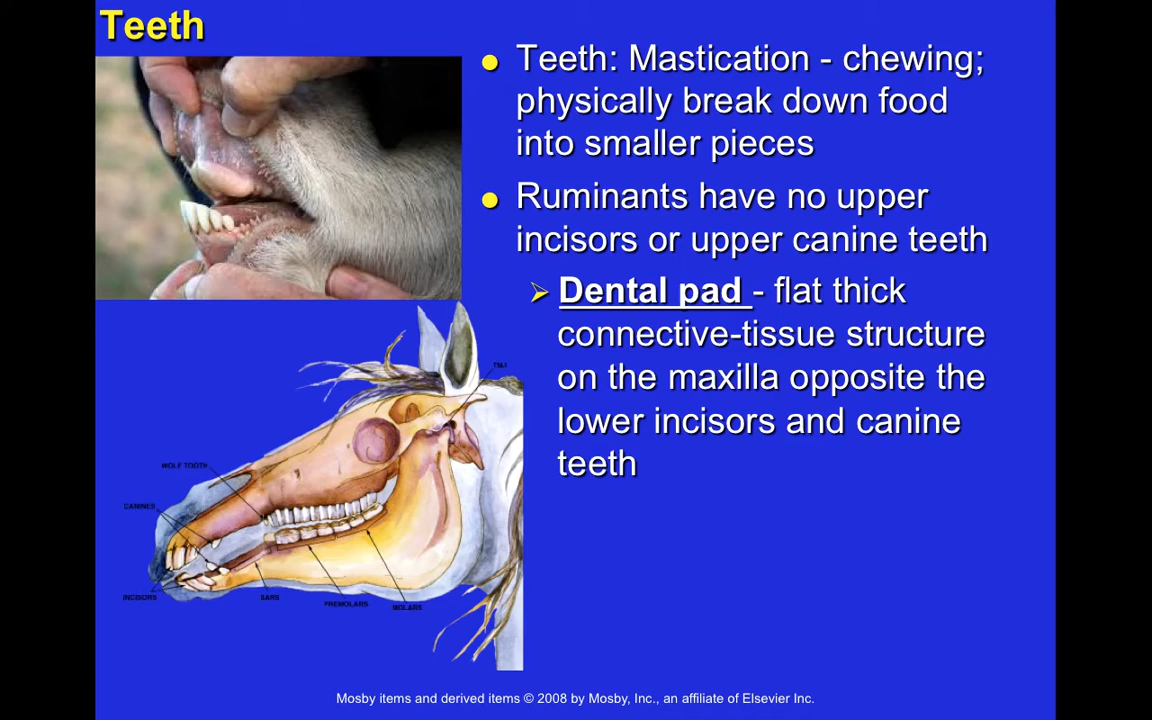 Teeth
Teeth: Mastication - chewing;
physically break down food
into smaller pieces
Ruminants have no upper
incisors or upper canine teeth
Dental pad - flat thick
connective-tissue structure
on the maxilla opposite the
lower incisors and canine
teeth
WOLF TOOTH
CANINES
INCISORS
BARS
PREMOLARS
MOLARS
Mosby items and derived items © 2008 by Mosby, Inc., an affiliate of Elsevier Inc.